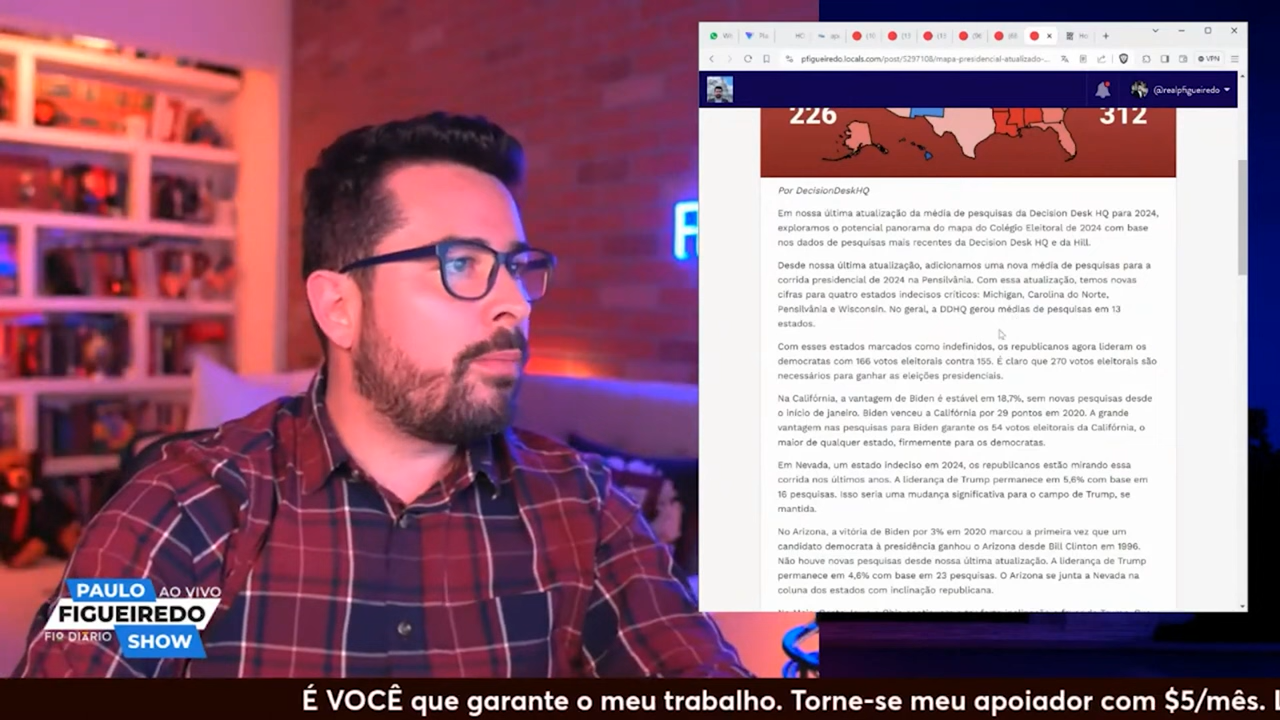 pfigueiredo.locals.com/post/5297108/mapa-presidencial-atualizado-...
VPN
@realpfigueiredo
226
312
Por DecisionDeskHQ
Em nossa última atualização da média de pesquisas da Decision Desk HQ para 2024,
exploramos o potencial panorama do mapa do Colégio Eleitoral de 2024 com base
nos dados de pesquisas mais recentes da Decision Desk HQ e da Hill.
Desde nossa última atualização, adicionamos uma nova média de pesquisas para a
corrida presidencial de 2024 na Pensilvânia. Com essa atualização, temos novas
cifras para quatro estados indecisos críticos: Michigan, Carolina do Norte,
Pensilvânia e Wisconsin. No geral, a DDHQ gerou médias de pesquisas em 13
estados.
Com esses estados marcados como indefinidos, os republicanos agora lideram os
democratas com 166 votos eleitorais contra 155. É claro que 270 votos eleitorais são
necessários para ganhar as eleições presidenciais.
Na Califórnia, a vantagem de Biden é estável em 18,7%, sem novas pesquisas desde
o início de janeiro. Biden venceu a Califórnia por 29 pontos em 2020. A grande
vantagem nas pesquisas para Biden garante os 54 votos eleitorais da Califórnia, o
maior de qualquer estado, firmemente para os democratas.
Em Nevada, um estado indeciso em 2024, os republicanos estão mirando essa
corrida nos últimos anos. A liderança de Trump permanece em 5,6% com base em
16 pesquisas. Isso seria uma mudança significativa para o campo de Trump, se
mantida.
No Arizona, a vitória de Biden por 3% em 2020 marcou a primeira vez que um
candidato democrata à presidência ganhou o Arizona desde Bill Clinton em 1996.
Não houve novas pesquisas desde nossa última atualização. A liderança de Trump
permanece em 4,6% com base em 23 pesquisas. O Arizona se junta a Nevada na
coluna dos estados com inclinação republicana.
PAULO AO VIVO
FIGUEIREDO
SHOW
É VOCÊ que garante o meu trabalho. Torne-se meu apoiador com $5/mês.